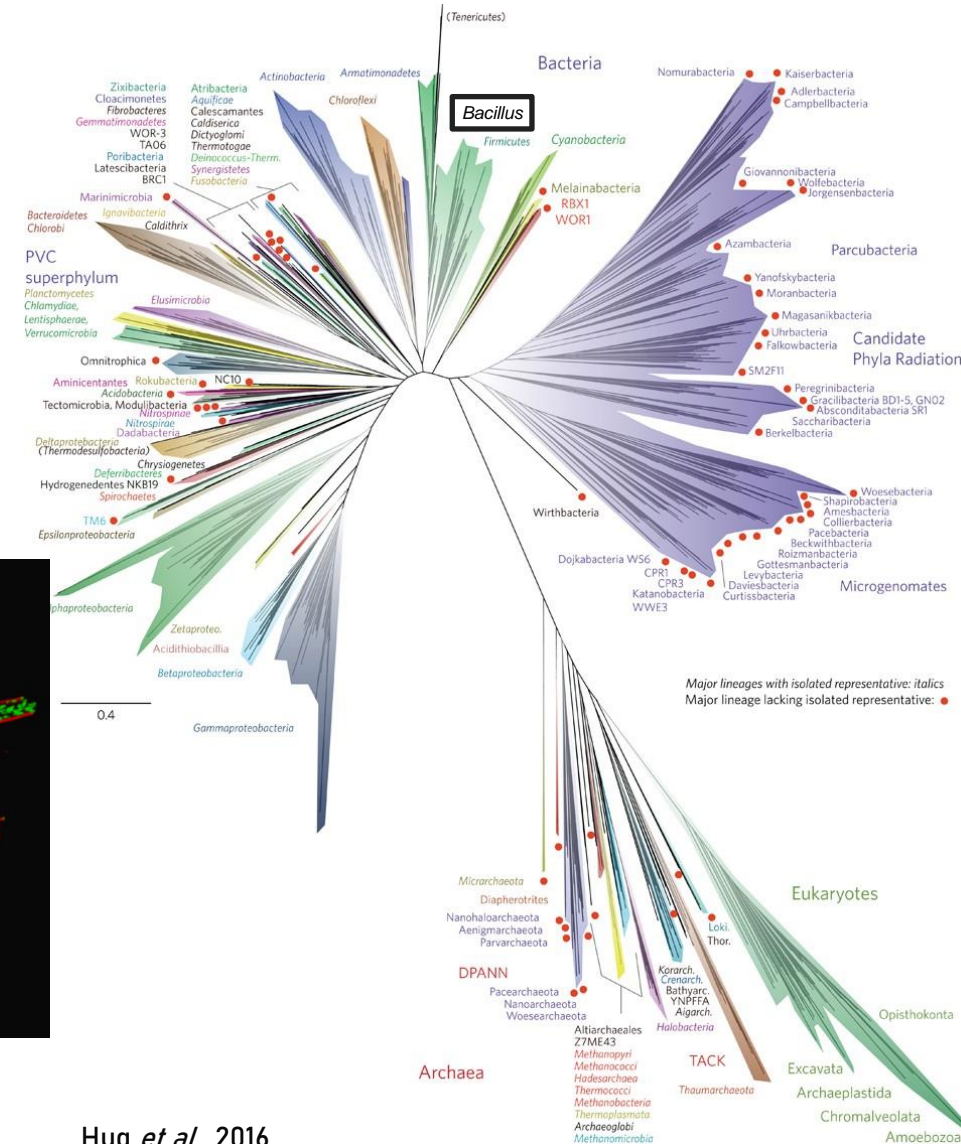 (Tenericutes)
Bacteria
Nomurabacteria
Kaiserbacteria
Adlerbacteria
Campbellbacteria
Zixibacteria
Cloacimonetes
Fibrobacteres
Gemmatimonadetes
WOR-3
TA06
Poribacteria
Latescibacteria
BRC1
Atribacteria
Aquificae
Calescamantes
Caldiserica
Dictyoglomi
Thermotogae
Deinococcus-Therm.
Synergistetes
Fusobacteria
Actinobacteria
Armatimonadetes
Chloroflexi
Bacillus
Firmicutes
Cyanobacteria
Melainabacteria
RBX1
WOR1
Giovannonibacteria
Wolfebacteria
Jorgensenbacteria
Azambacteria
Parcubacteria
Yanofskybacteria
Moranbacteria
Magasanikbacteria
Uhrbacteria
Falkowbacteria
Candidate
Phyla Radiation
SM2F11
Peregrinibacteria
Gracilibacteria BD1-5, GN02
Absconditabacteria SR1
Saccharibacteria
Berkelbacteria
Marinimicrobia
Bacteroidetes
Chlorobi
Ignavibacteria
Caldithrix
PVC
superphylum
Planctomycetes
Chlamydiae,
Lentisphaerae,
Verrucomicrobia
Elusimicrobia
Omnitrophica
Aminicentantes
Rokubacteria
NC10
Acidobacteria
Tectomicrobia, Modulibacteria
Nitrospinae
Nitrospirae
Dadabacteria
Deltaprotebacteria
(Thermodesulfobacteria)
Chrysiogenetes
Deferribacteres
Hydrogenedentes NKB19
Spirochaetes
TM6
Epsilonproteobacteria
lphaproteobacteria
Zetaproteo.
Acidithiobacillia
Betaproteobacteria
Gammaproteobacteria
0.4
Wirthbacteria
Woesebacteria
Shapirobacteria
Amesbacteria
Collierbacteria
Pacebacteria
Beckwithbacteria
Roizmanbacteria
Gottesmanbacteria
Levybacteria
Daviesbacteria
Curtissbacteria
Dojkabacteria WS6
CPR1
CPR3
Katanobacteria
WWE3
Microgenomates
Major lineages with isolated representative: italics
Major lineage lacking isolated representative:
Micrarchaeota
Diapherotrites
Nanohaloarchaeota
Aenigmarchaeota
Parvarchaeota
DPANN
Pacearchaeota
Nanoarchaeota
Woesearchaeota
Loki.
Thor.
Korarch.
Crenarch.
Bathyarc.
YNPFFA
Aigarch.
Halobacteria
Altiarchaeales
Z7ME43
Methanopyri
Methanococci
Hadesarchaea
Thermococci
Methanobacteria
Thermoplasmata
Archaeoglobi
Methanomicrobia
Archaea
TACK
Thaumarchaeota
Eukaryotes
Opisthokonta
Excavata
Archaeplastida
Chromalveolata
Amoebozoa
Hug et al., 2016